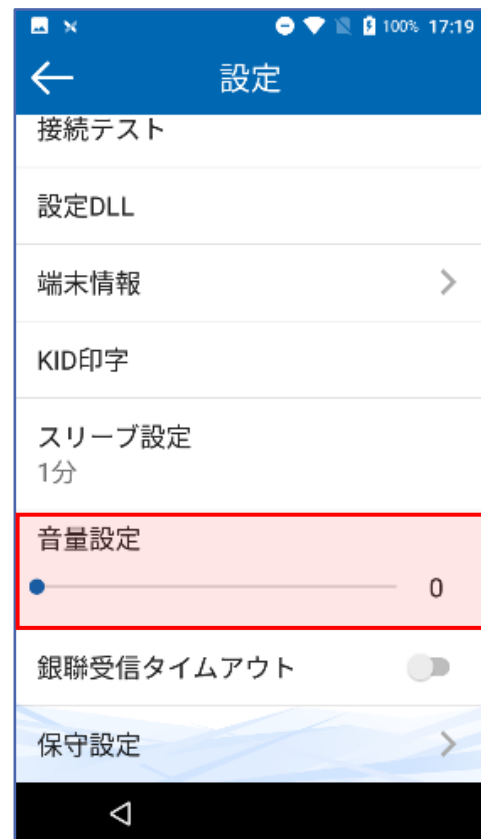 100% 17:19
設定
接続テスト
設定DLL
端末情報
KID印字
スリープ設定
1分
音量設定
0
銀聯受信タイムアウト
保守設定